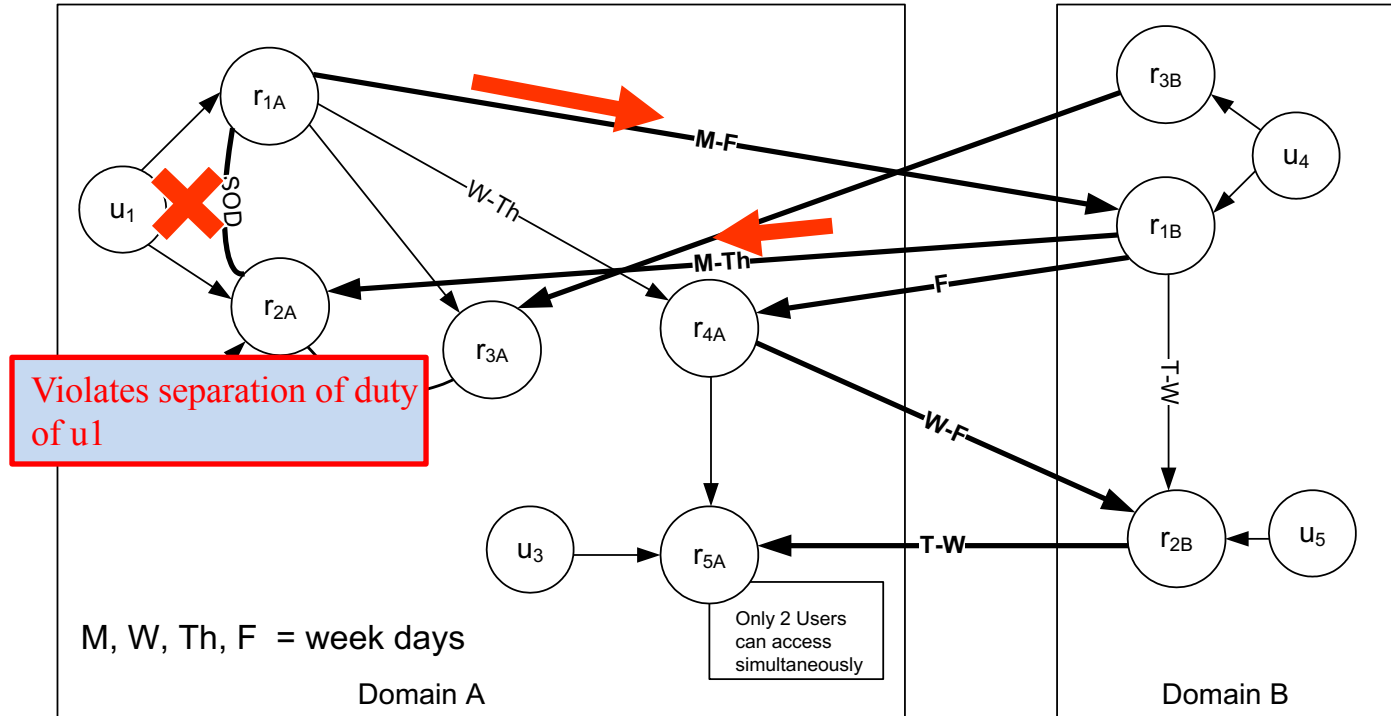 r3B
r1A
M-F
u4
SOD
W-Th
u1
r1B
M-Th
F
r2A
r4A
r3A
T-W
Violates separation of duty
of u1
W-F
u3
r5A
T-W
r2B
u5
Only 2 Users
can access
simultaneously
M, W, Th, F = week days
Domain A
Domain B